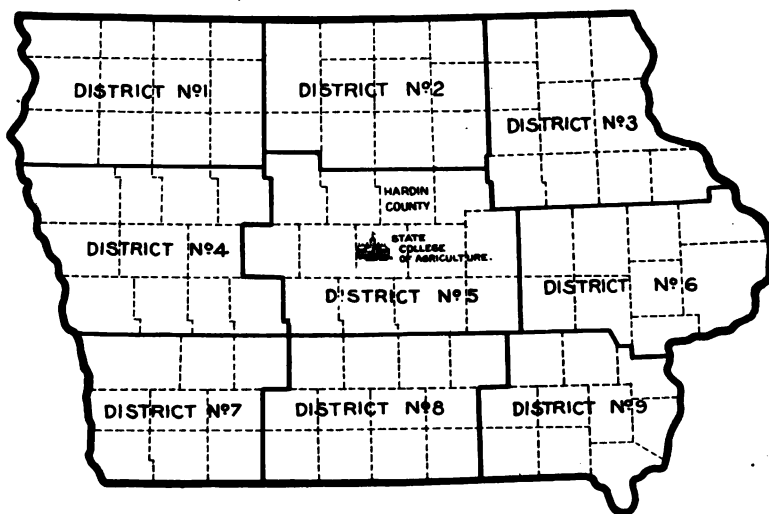 DISTRICT Nº1
DISTRICT Nº2
DISTRICT Nº3
HARDIN
COUNTY
DISTRICT Nº4
STATE
COLLEGE
OF AGRICULTURE.
DISTRICT Nº5
DISTRICT Nº6
DISTRICT Nº7
DISTRICT Nº8
DISTRICT Nº9